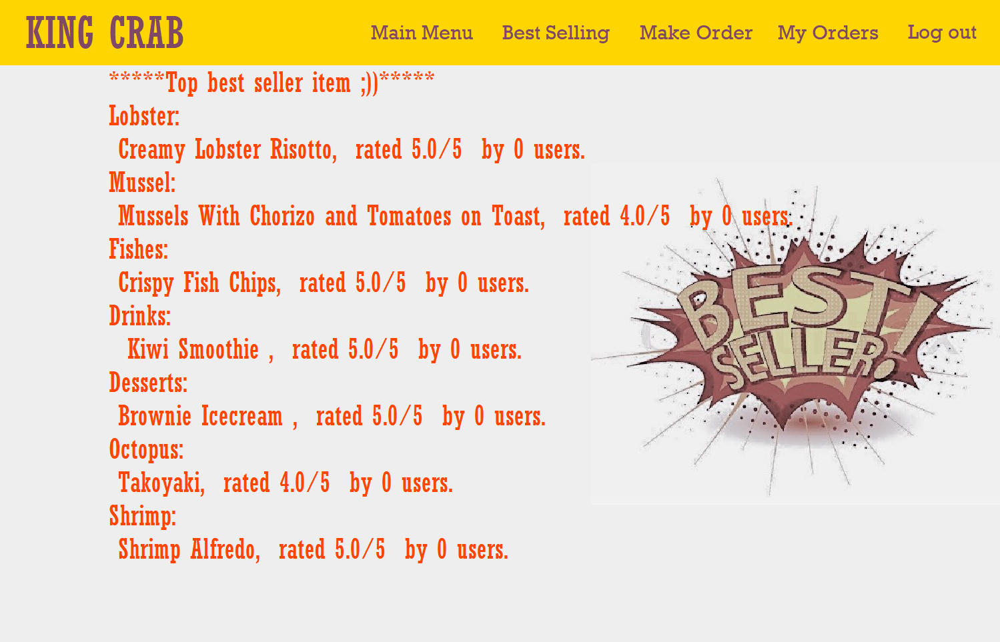 KING CRAB
Main Menu Best Selling Make Order My Orders Log out
*****Top best seller item ;))*****
Lobster:
Creamy Lobster Risotto, rated 5.0/5 by 0 users.
Mussel:
Mussels With Chorizo and Tomatoes on Toast, rated 4.0/5 by 0 users.
Fishes:
Crispy Fish Chips, rated 5.0/5 by 0 users.
Drinks:
Kiwi Smoothie , rated 5.0/5 by 0 users.
Desserts:
Brownie Icecream , rated 5.0/5 by 0 users.
Octopus:
Takoyaki, rated 4.0/5 by 0 users.
Shrimp:
Shrimp Alfredo, rated 5.0/5 by 0 users.
BEST
SELLER!